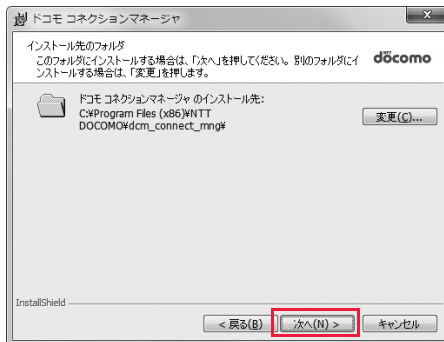 ドコモ コネクションマネージャ
インストール先のフォルダ
このフォルダにインストールする場合は、「次へ」を押してください。別のフォルダにイ
ンストールする場合は、「変更」を押します。
döcomo
ドコモ コネクションマネージャ のインストール先:
C:¥Program Files (x86)¥NTT
DOCOMO¥dcm_connect_mng¥
変更(C)...
InstallShield
< 戻る(B)
次へ(N) >
キャンセル